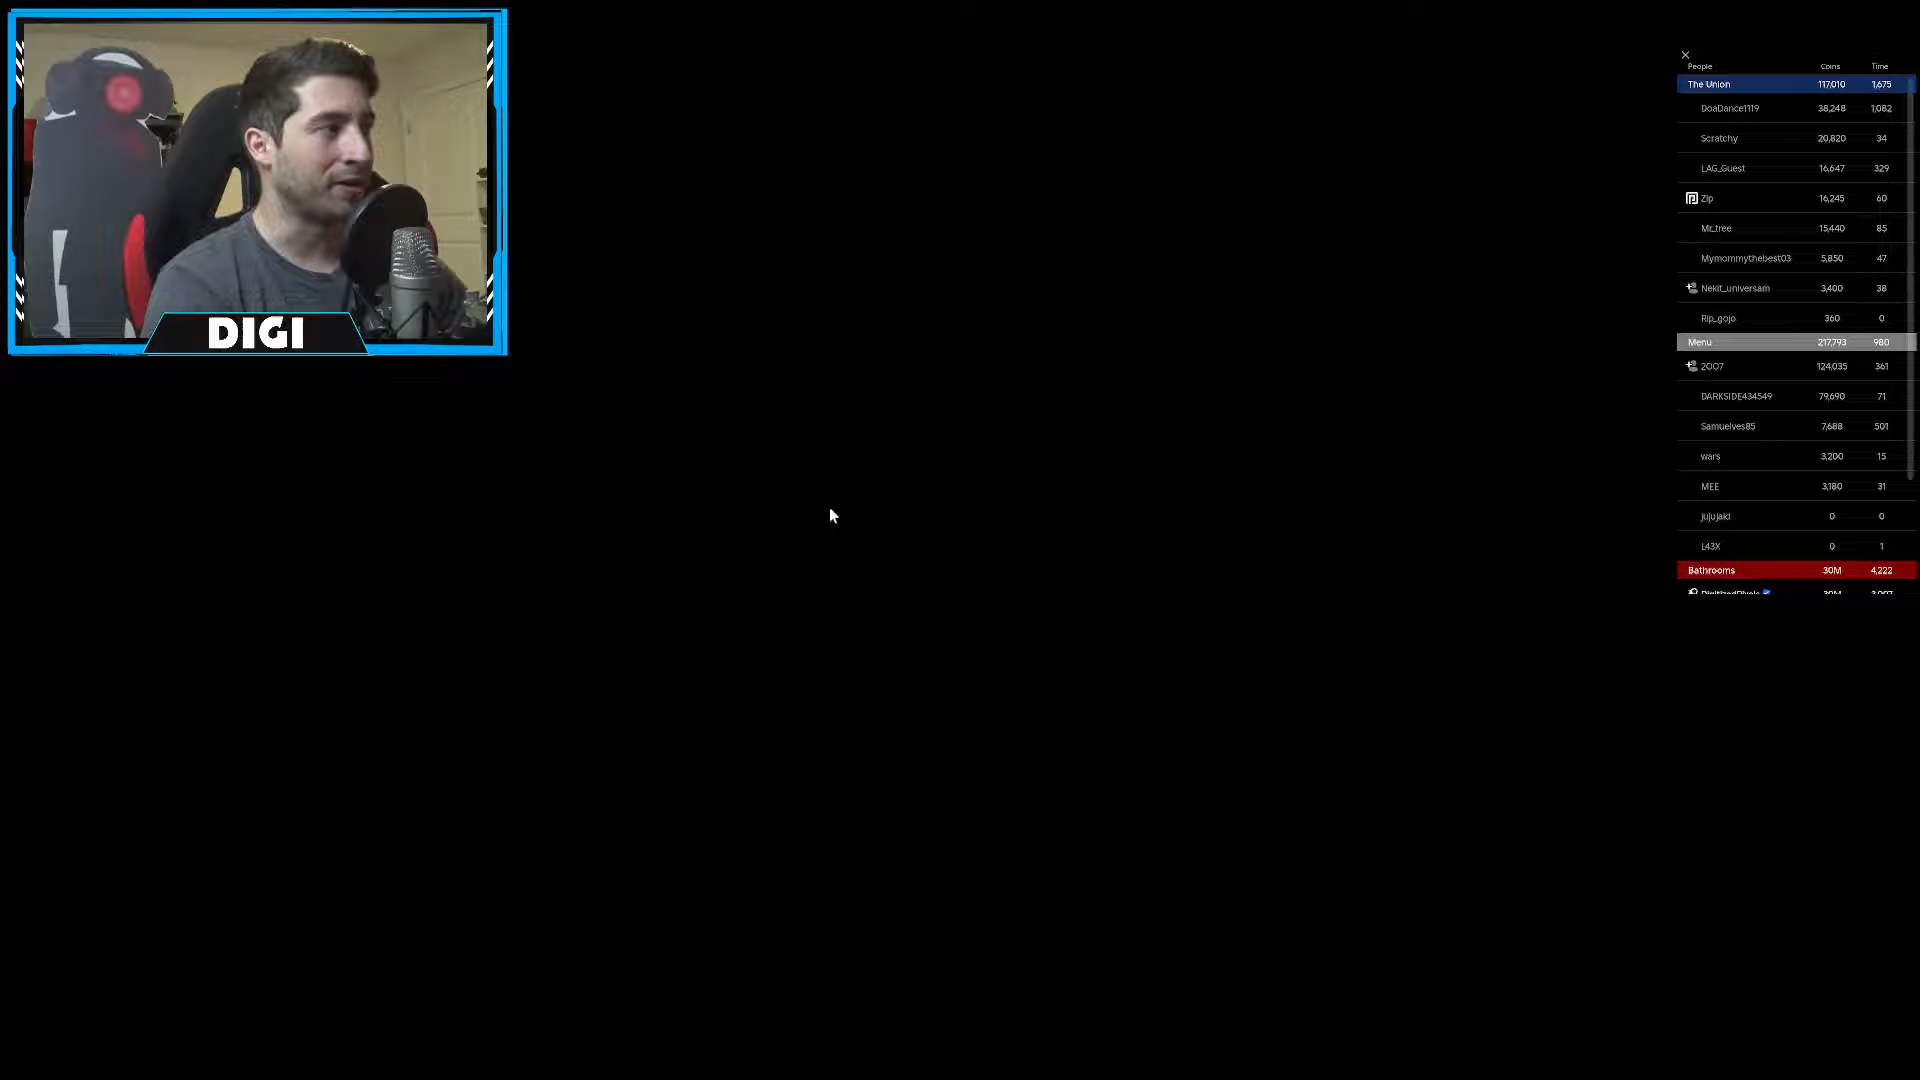 DIGI
People Coins Time
The Union 117,010 1,675
DoaDance1119 38,248 1,082
Scratchy 20,820 34
LAG_Guest 16,647 329
Zip 16,245 60
Mr_tree 15,440 85
Mymommythebest03 5,850 47
Nekit_universam 3,400 38
Rip_gojo 360 0
Menu 217,793 980
2007 124,035 361
DARKSIDE434549 79,690 71
Samuelves85 7,688 501
wars 3,200 15
MEE 3,180 31
jujujaki 0 0
L43X 0 1
Bathrooms 30M 4,222